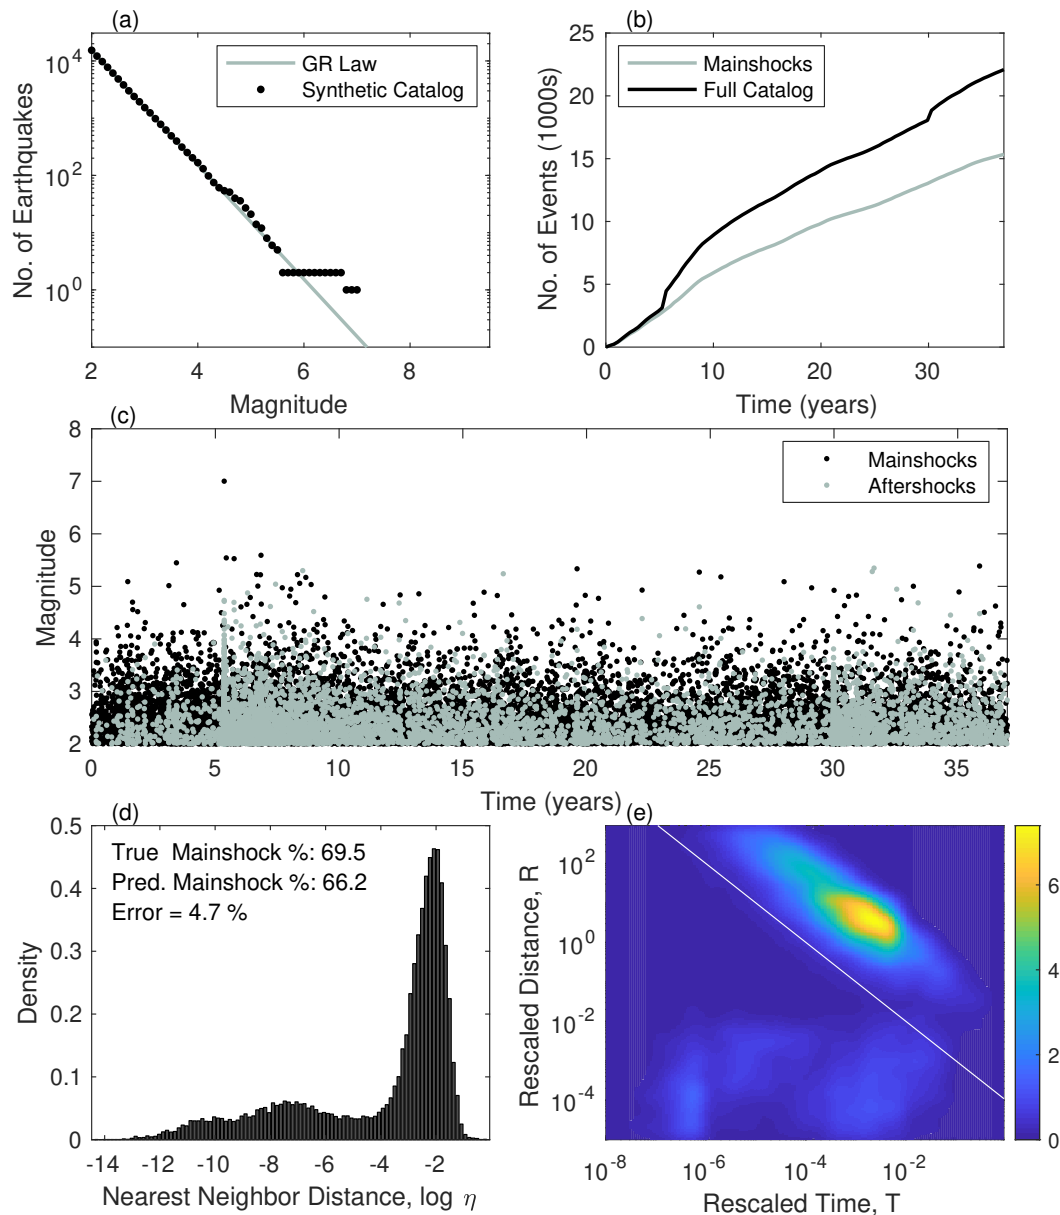 (a)
No. of Earthquakes
10^4
10^2
10^0
GR Law
Synthetic Catalog
2 4 6 8
Magnitude
(b)
No. of Events (1000s)
25
20
15
10
5
0
Mainshocks
Full Catalog
0 10 20 30
Time (years)
(c)
Magnitude
8
7
6
5
4
3
2
Mainshocks
Aftershocks
0 5 10 15 20 25 30 35
Time (years)
(d)
Density
0.5
0.4
0.3
0.2
0.1
0
True Mainshock %: 69.5
Pred. Mainshock %: 66.2
Error = 4.7 %
-14 -12 -10 -8 -6 -4 -2
Nearest Neighbor Distance, log η
(e)
Rescaled Distance, R
10^2
10^0
10^-2
10^-4
10^-8 10^-6 10^-4 10^-2
Rescaled Time, T
6
4
2
0